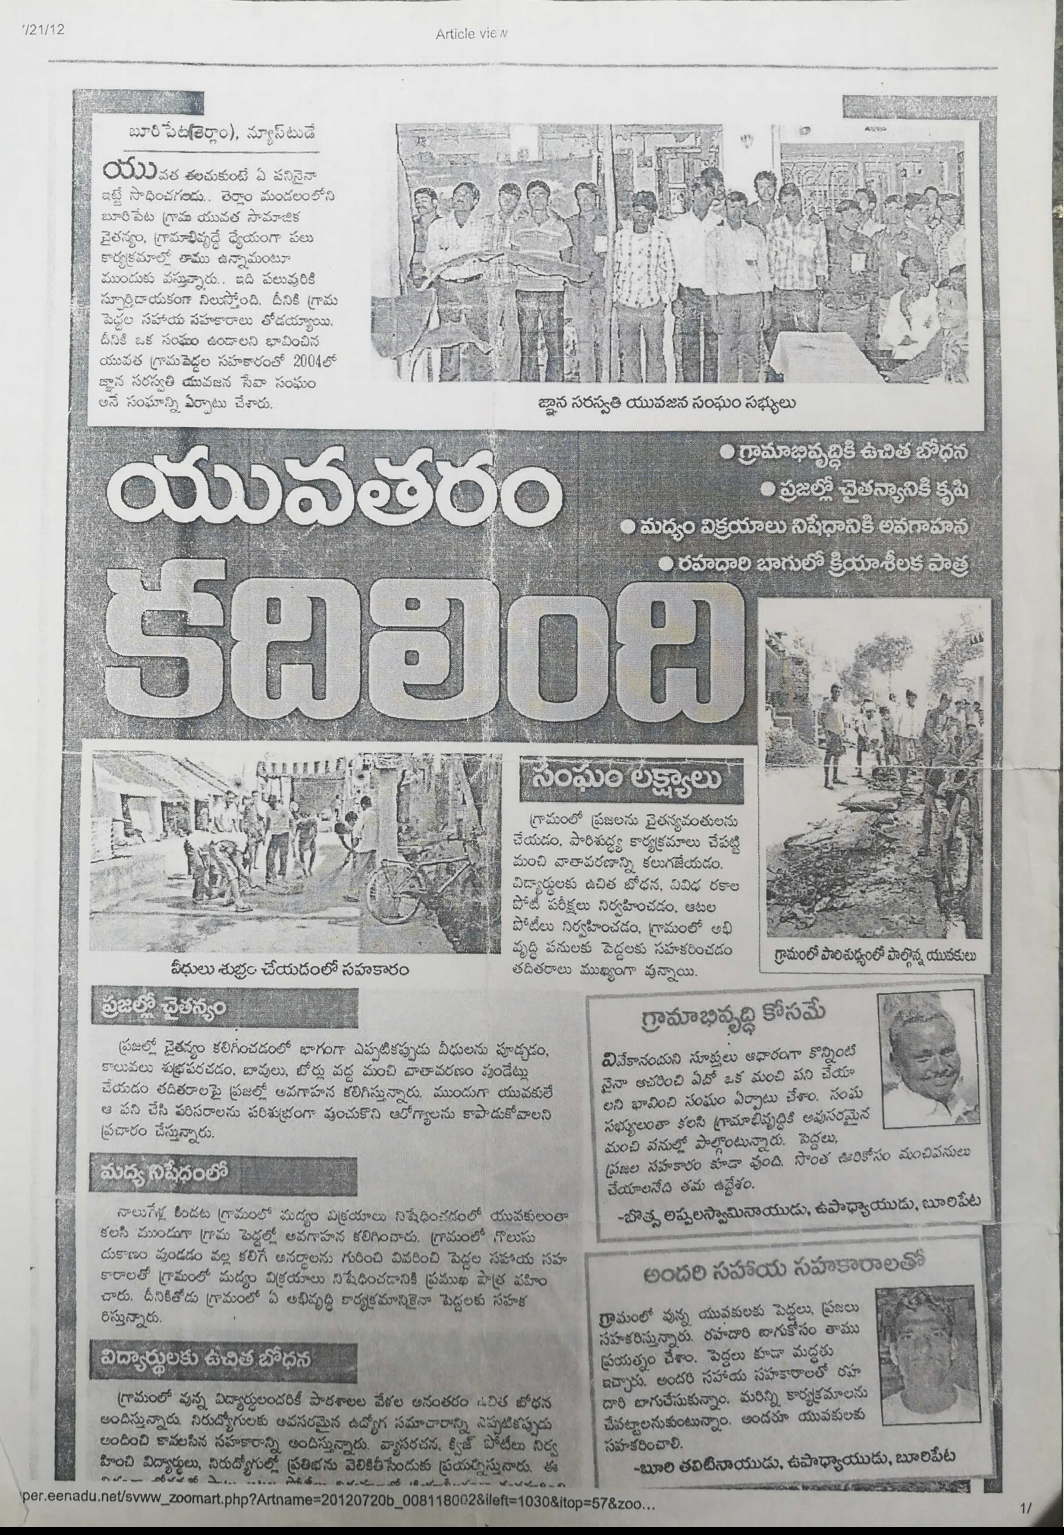 7/21/12
Article view
బూరిపేట(తెర్లాం), న్యూస్‌టుడే
యువత తలచుకుంటే ఏ పనినైనా
ఇట్టే సాధించగలడు.. తెర్లాం మండలంలోని
బూరిపేట గ్రామ యువత సామాజిక
చైతన్యం, గ్రామాభివృద్ధే ధ్యేయంగా పలు
కార్యక్రమాల్లో తాము ఉన్నామంటూ
ముందుకు వస్తున్నారు.. ఇది పలువురికి
స్ఫూర్తిదాయకంగా నిలుస్తోంది. దీనికి గ్రామ
పెద్దల సహాయ సహకారాలు తోడయ్యాయి.
దీనికి ఒక సంఘం ఉండాలని భావించిన
యువత గ్రామపెద్దల సహకారంతో 2004లో
జ్ఞాన సరస్వతి యువజన సేవా సంఘం
అనే సంఘాన్ని ఏర్పాటు చేశారు.
జ్ఞాన సరస్వతి యువజన సంఘం సభ్యులు
యువతరం
కదిలింది
● గ్రామాభివృద్ధికి ఉచిత బోధన
● ప్రజల్లో చైతన్యానికి కృషి
● మద్యం విక్రయాలు నిషేధానికి అవగాహన
● రహదారి బాగులో క్రియాశీలక పాత్ర
వీధులు శుభ్రం చేయడంలో సహకారం
సంఘం లక్ష్యాలు
గ్రామంలో ప్రజలను చైతన్యవంతులను
చేయడం, పారిశుద్ధ్య కార్యక్రమాలు చేపట్టి
మంచి వాతావరణాన్ని కలుగజేయడం.
విద్యార్థులకు ఉచిత బోధన, వివిధ రకాల
పోటీ పరీక్షలు నిర్వహించడం, ఆటల
పోటీలు నిర్వహించడం, గ్రామంలో అభి
వృద్ధి పనులకు పెద్దలకు సహకరించడం
తదితరాలు ముఖ్యంగా వున్నాయి.
గ్రామంలో పారిశుద్ధ్యంలో పాల్గొన్న యువకులు
ప్రజల్లో చైతన్యం
ప్రజల్లో చైతన్యం కలిగించడంలో భాగంగా ఎప్పటికప్పుడు వీధులను పూడ్చడం,
కాలువలు శుభ్రపరచడం, బావులు, బోర్లు వద్ద మంచి వాతావరణం వుండేట్లు
చేయడం తదితరాలపై ప్రజల్లో అవగాహన కలిగిస్తున్నారు. ముందుగా యువకులే
ఆ పని చేసి పరిసరాలను పరిశుభ్రంగా వుంచుకొని ఆరోగ్యాలను కాపాడుకోవాలని
ప్రచారం చేస్తున్నారు.
మద్య నిషేధంలో
నాలుగేళ్ల కిందట గ్రామంలో మద్యం విక్రయాలు నిషేధించడంలో యువకులంతా
కలసి ముందుగా గ్రామ పెద్దల్లో అవగాహన కలిగించారు. గ్రామంలో గొలుసు
దుకాణం వుండడం వల్ల కలిగే అనర్థాలను గురించి వివరించి పెద్దల సహాయ సహ
కారాలతో గ్రామంలో మద్యం విక్రయాలు నిషేధించడానికి ప్రముఖ పాత్ర వహిం
చారు. దీనికితోడు గ్రామంలో ఏ అభివృద్ధి కార్యక్రమానికైనా పెద్దలకు సహక
రిస్తున్నారు.
విద్యార్థులకు ఉచిత బోధన
గ్రామంలో వున్న విద్యార్థులందరికీ పాఠశాలల వేళల అనంతరం ఉచిత బోధన
అందిస్తున్నారు. నిరుద్యోగులకు అవసరమైన ఉద్యోగ సమాచారాన్ని ఎప్పటికప్పుడు
అందించి కావలసిన సహకారాన్ని అందిస్తున్నారు. వ్యాసరచన, క్విజ్ పోటీలు నిర్వ
హించి విద్యార్థులు, నిరుద్యోగుల్లో ప్రతిభను వెలికితీసేందుకు ప్రయత్నిస్తున్నారు. ఈ
గ్రామాభివృద్ధి కోసమే
వివేకానందుని సూక్తులు ఆధారంగా కొన్నింటి
నైనా ఆచరించి ఏదో ఒక మంచి పని చేయా
లని భావించి సంఘం ఏర్పాటు చేశాం. సంఘ
సభ్యులంతా కలసి గ్రామాభివృద్ధికి అవుసరమైన
మంచి పనుల్లో పాల్గొంటున్నారు. పెద్దలు,
ప్రజల సహకారం కూడా వుంది. సొంత ఊరికోసం మంచిపనులు
చేయాలనేది తమ ఉద్దేశం.
-బొత్స అప్పలస్వామినాయుడు, ఉపాధ్యాయుడు, బూరిపేట
అందరి సహాయ సహకారాలతో
గ్రామంలో వున్న యువకులకు పెద్దలు, ప్రజలు
సహకరిస్తున్నారు. రహదారి బాగుకోసం తాము
ప్రయత్నం చేశాం. పెద్దలు కూడా మద్దతు
ఇచ్చారు. అందరి సహాయ సహకారాలతో రహ
దారి బాగుచేసుకున్నాం. మరిన్ని కార్యక్రమాలను
చేపట్టాలనుకుంటున్నాం. అందరూ యువకులకు
సహకరించాలి.
-బూరి తవిటినాయుడు, ఉపాధ్యాయుడు, బూరిపేట
per.eenadu.net/svww_zoomart.php?Artname=20120720b_008118002&ileft=1030&itop=57&zoo...
1/